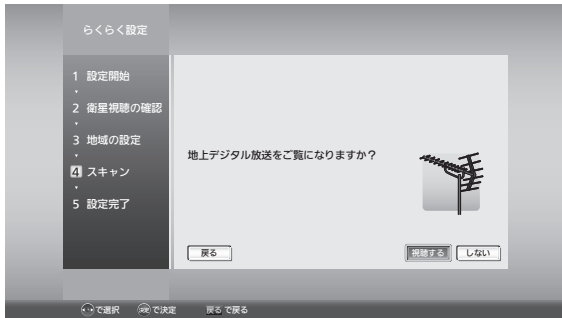 らくらく設定
1 設定開始
2 衛星視聴の確認
3 地域の設定
4 スキャン
5 設定完了
地上デジタル放送をご覧になりますか？
戻る 視聴する しない
で選択 決定 で決定 戻る で戻る